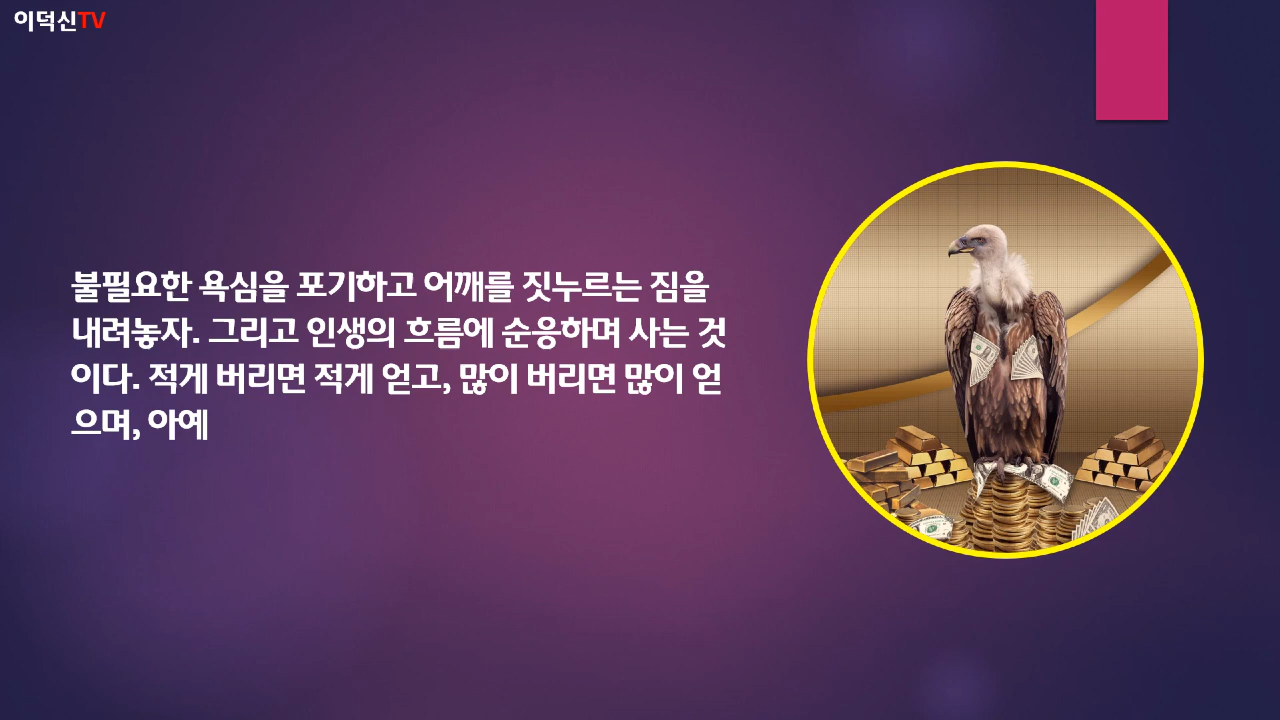 이덕신TV
불필요한 욕심을 포기하고 어깨를 짓누르는 짐을
내려놓자. 그리고 인생의 흐름에 순응하며 사는 것
이다. 적게 버리면 적게 얻고, 많이 버리면 많이 얻
으며, 아예